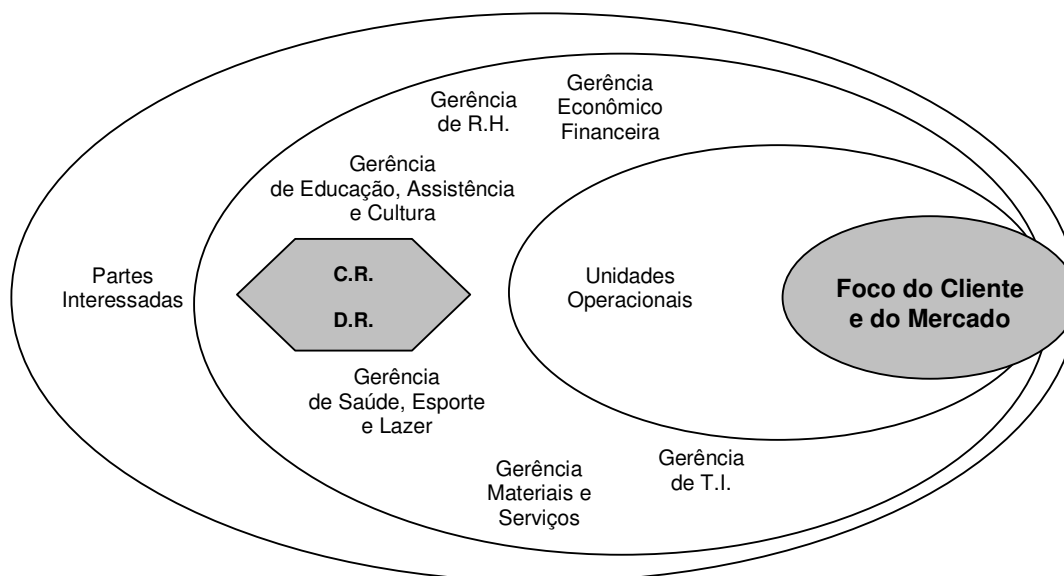 Gerência
de R.H.
Gerência
Econômico
Financeira
Gerência
de Educação, Assistência
e Cultura
Partes
Interessadas
C.R.
D.R.
Unidades
Operacionais
Foco do Cliente
e do Mercado
Gerência
de Saúde, Esporte
e Lazer
Gerência
Materiais e
Serviços
Gerência
de T.I.